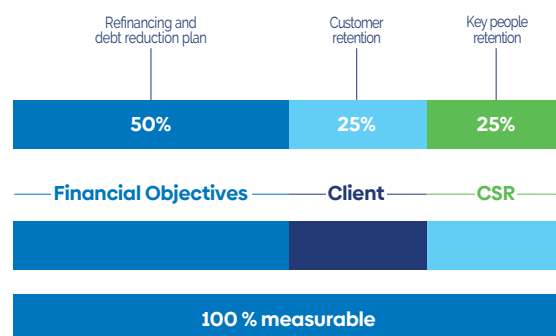 Refinancing and
debt reduction plan
Customer
retention
Key people
retention
50%
25%
25%
Financial Objectives
Client
CSR
100 % measurable